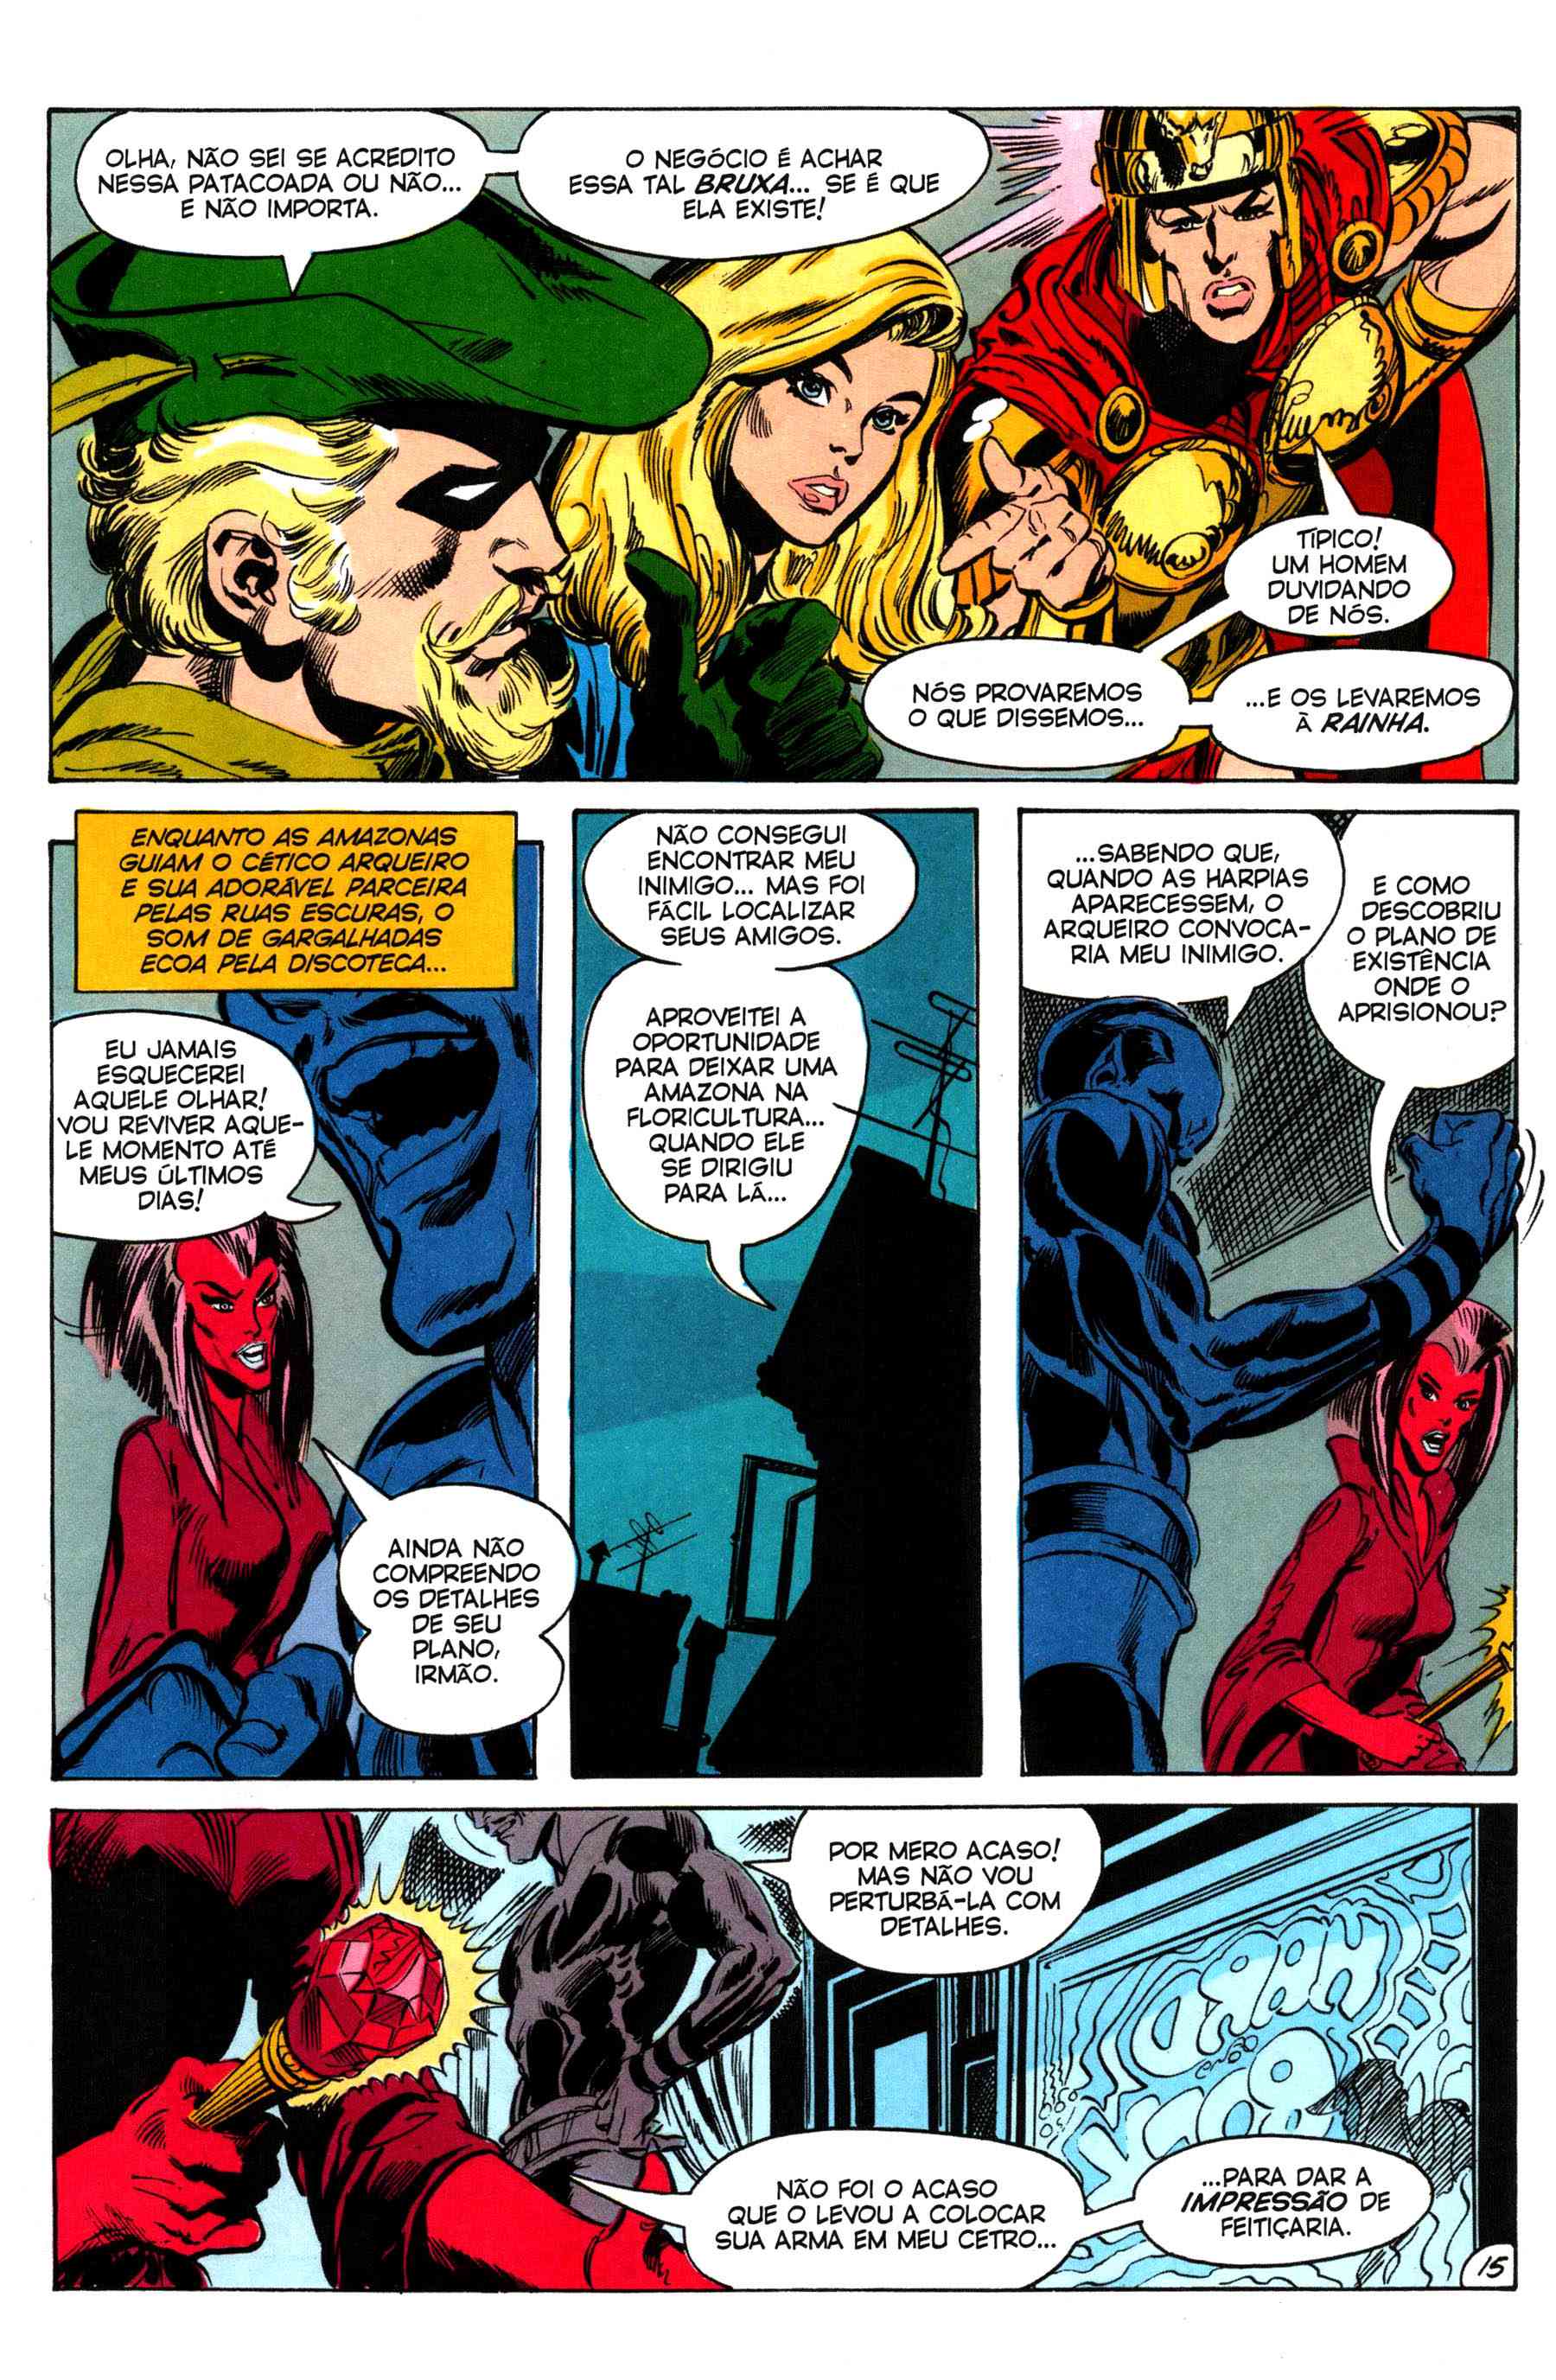 OLHA, NÃO SEI SE ACREDITO
NESSA PATACOADA OU NÃO...
E NÃO IMPORTA.
O NEGÓCIO É ACHAR
ESSA TAL BRUXA... SE É QUE
ELA EXISTE!
TÍPICO!
UM HOMEM
DUVIDANDO
DE NÓS.
NÓS PROVAREMOS
O QUE DISSEMOS...
...E OS LEVAREMOS
À RAINHA.
ENQUANTO AS AMAZONAS
GUIAM O CÉTICO ARQUEIRO
E SUA ADORÁVEL PARCEIRA
PELAS RUAS ESCURAS, O
SOM DE GARGALHADAS
ECOA PELA DISCOTECA...
EU JAMAIS
ESQUECEREI
AQUELE OLHAR!
VOU REVIVER AQUE-
LE MOMENTO ATÉ
MEUS ÚLTIMOS
DIAS!
AINDA NÃO
COMPREENDO
OS DETALHES
DE SEU
PLANO,
IRMÃO.
NÃO CONSEGUI
ENCONTRAR MEU
INIMIGO... MAS FOI
FÁCIL LOCALIZAR
SEUS AMIGOS.
APROVEITEI A
OPORTUNIDADE
PARA DEIXAR UMA
AMAZONA NA
FLORICULTURA...
QUANDO ELE
SE DIRIGIU
PARA LÁ...
...SABENDO QUE,
QUANDO AS HARPIAS
APARECESSEM, O
ARQUEIRO CONVOCA-
RIA MEU INIMIGO.
E COMO
DESCOBRIU
O PLANO DE
EXISTÊNCIA
ONDE O
APRISIONOU?
POR MERO ACASO!
MAS NÃO VOU
PERTURBÁ-LA COM
DETALHES.
HARD
ROCK
NÃO FOI O ACASO
QUE O LEVOU A COLOCAR
SUA ARMA EM MEU CETRO...
...PARA DAR A
IMPRESSÃO DE
FEITIÇARIA.
15